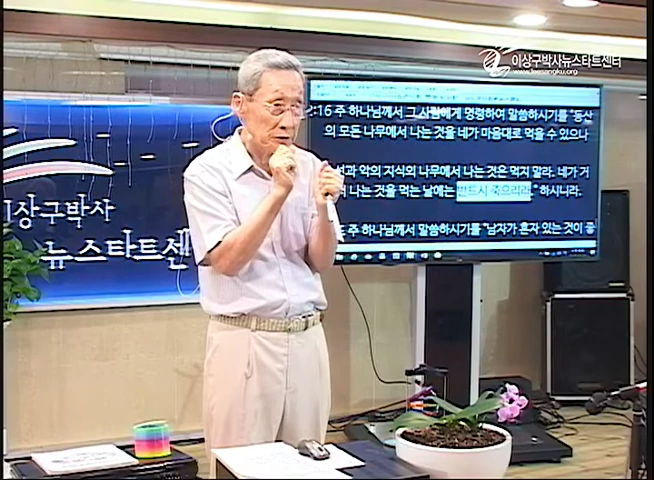 이상구박사뉴스타트센터
www.leesangku.org
2:16 주 하나님께서 그 사람에게 명령하여 말씀하시기를 "동산
의 모든 나무에서 나는 것을 네가 마음대로 먹을 수 있으나
선과 악의 지식의 나무에서 나는 것은 먹지 말라. 네가 거
나는 것을 먹는 날에는 반드시 죽으리라." 하시니라.
주 하나님께서 말씀하시기를 "남자가 혼자 있는 것이 좋
이상구박사
뉴스타트센